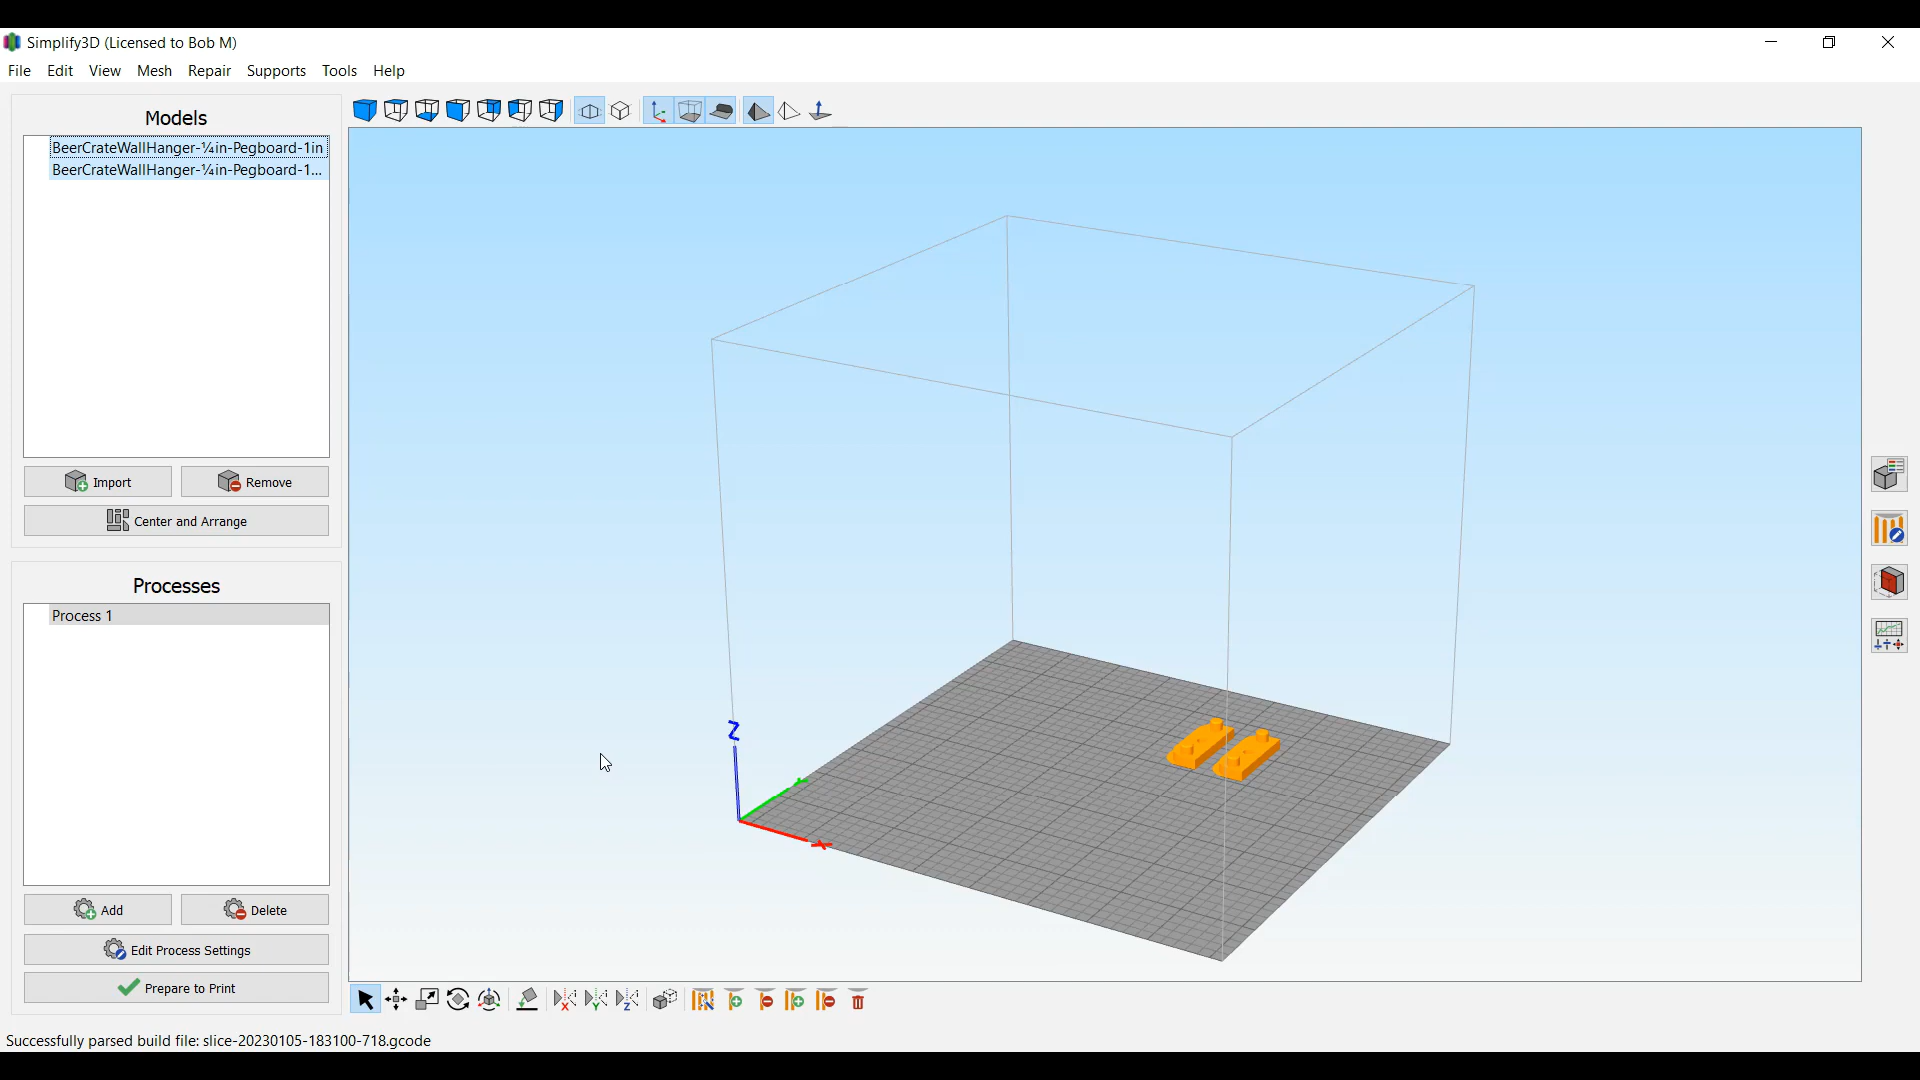 Simplify3D (Licensed to Bob M)
File Edit View Mesh Repair Supports Tools Help
Models
BeerCrateWallHanger-¼in-Pegboard-1in
BeerCrateWallHanger-¼in-Pegboard-1...
Import Remove
Center and Arrange
Processes
Process 1
Add Delete
Edit Process Settings
Prepare to Print
Z
Y
X
X Y Z
Successfully parsed build file: slice-20230105-183100-718.gcode